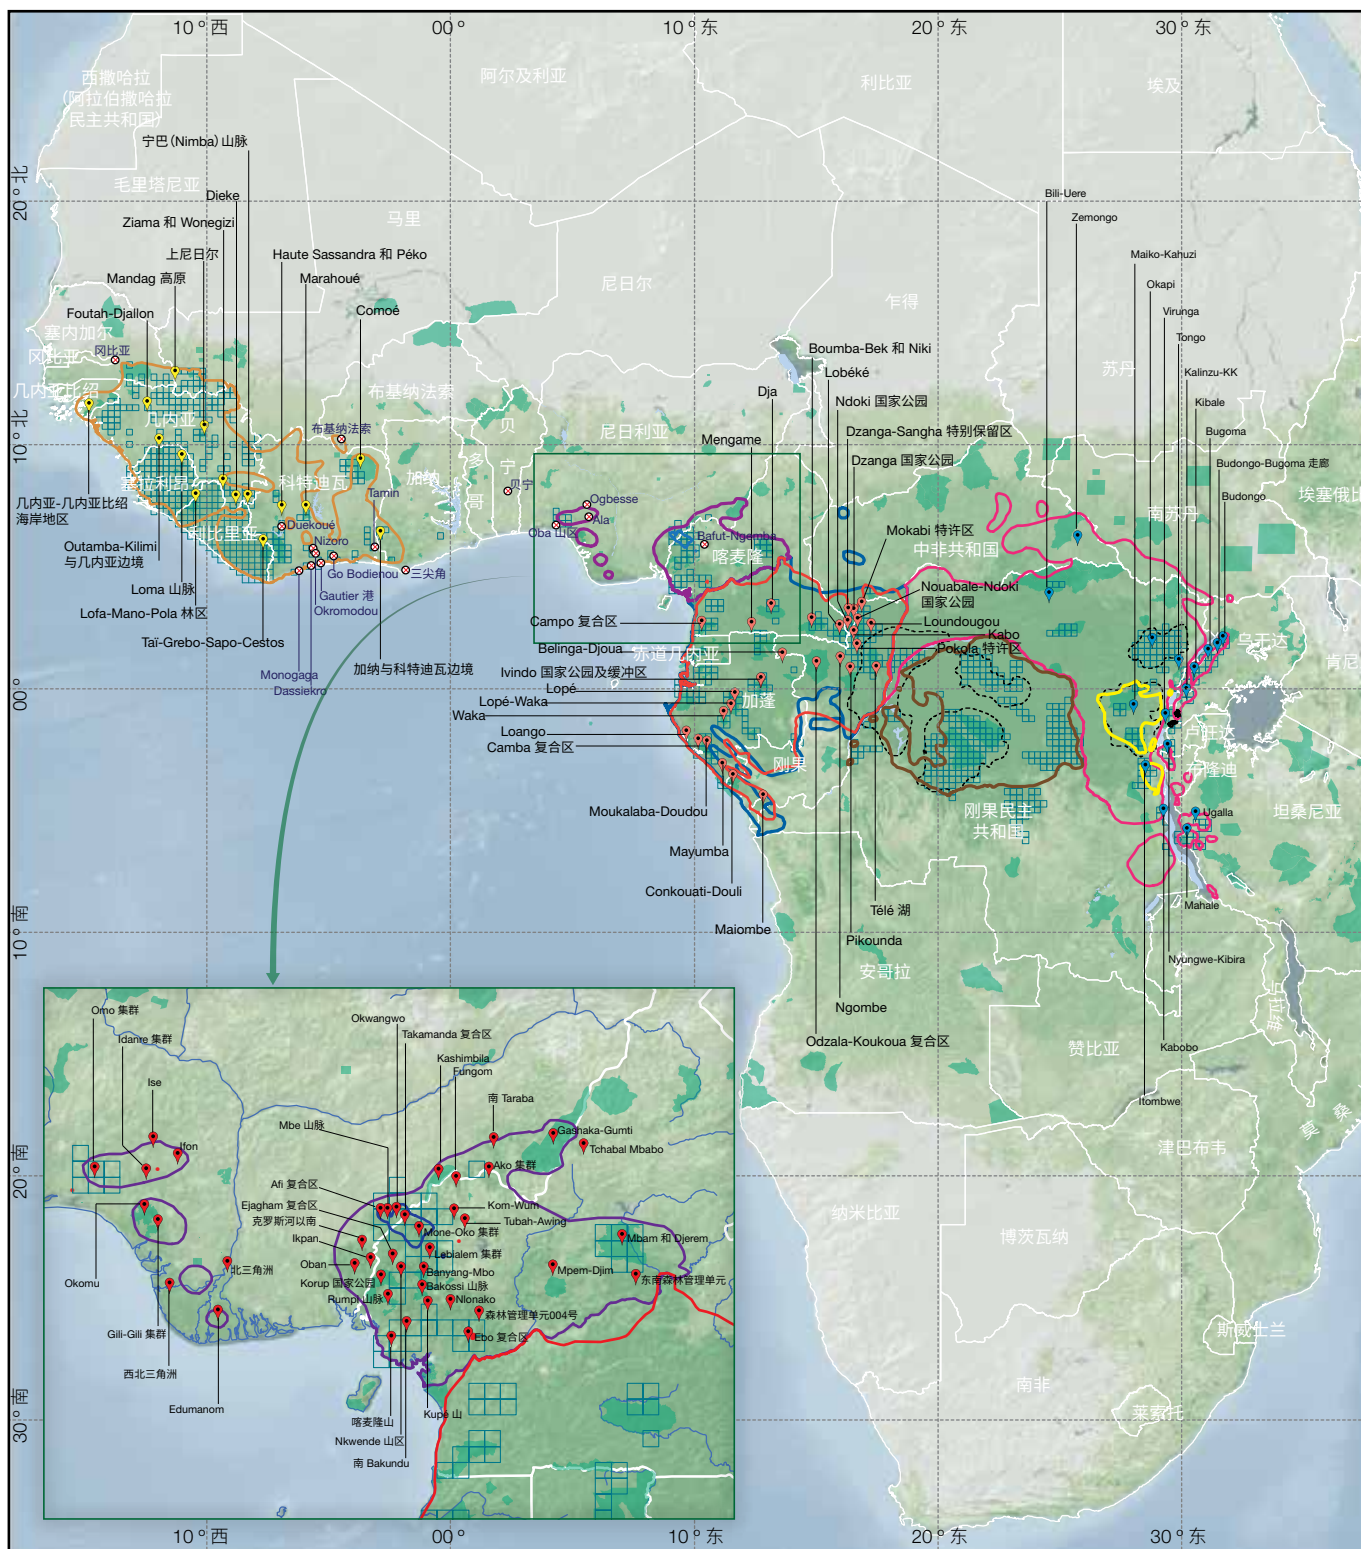 10 º 西
00º
10 º 东
20 º 东
30 º 东
西撒哈拉
(阿拉伯撒哈拉
民主共和国)
阿尔及利亚
利比亚
埃及
宁巴(Nimba)山脉
毛里塔尼亚
Dieke
20 º 北
马里
Bili-Uere
Zemongo
Ziama 和 Wonegizi
上尼日尔
Haute Sassandra 和 Péko
Maiko-Kahuzi
Mandag 高原
Marahoué
尼日尔
乍得
Okapi
Foutah-Djallon
Comoé
Virunga
塞内加尔
冈比亚
冈比亚
Tongo
Boumba-Bek 和 Niki
苏丹
Lobéké
Kalinzu-KK
几内亚比绍
布基纳法索
Dja
Ndoki 国家公园
Kibale
几内亚
布基纳法索
贝
宁
尼日利亚
Dzanga-Sangha 特别保留区
Bugoma
10 º 北
Mengame
Dzanga 国家公园
Budongo-Bugoma 走廊
塞拉利昂
科特迪瓦
加纳
多
哥
贝宁
Budongo
埃塞俄比
几内亚-几内亚比绍
海岸地区
Tamin
Ogbesse
Ala
Oba 山区
南苏丹
利比里亚
Duekoué
Nizoro
Bafut-Ngemba
喀麦隆
Mokabi 特许区
中非共和国
Outamba-Kilimi
与几内亚边境
Go Bodienou
三尖角
Loma 山脉
Gautier 港
Okromodou
Nouabale-Ndoki
国家公园
Lofa-Mano-Pola 林区
Campo 复合区
Loundougou
Taï-Grebo-Sapo-Cestos
Kabo
乌干达
Belinga-Djoua
赤道几内亚
Pokola 特许区
肯尼
Monogaga
Dassiekro
加纳与科特迪瓦边境
Ivindo 国家公园及缓冲区
00º
Lopé
Lopé-Waka
加蓬
Waka
Loango
Camba 复合区
刚果
卢旺达
布隆迪
Moukalaba-Doudou
刚果民主
共和国
Ugalla
坦桑尼亚
Mayumba
Conkouati-Douli
Télé 湖
Mahale
10 º 南
Maiombe
Pikounda
Nyungwe-Kibira
安哥拉
Ngombe
马拉维
Odzala-Koukoua 复合区
赞比亚
Kabobo
Itombwe
莫
桑
津巴布韦
20 º 南
纳米比亚
博茨瓦纳
斯威士兰
南非
莱索托
30 º 南
Omo 集群
Okwangwo
Takamanda 复合区
Idanre 集群
Kashimbila
Fungom
Ise
南 Taraba
Mbe 山脉
Gashaka-Gumti
Ifon
Tchabal Mbabo
Ako 集群
Afi 复合区
Ejagham 复合区
Kom-Wum
克罗斯河以南
Tubah-Awing
Mone-Oko 集群
Ikpan
Mbam 和 Djerem
Lebialem 集群
Oban
Banyang-Mbo
Mpem-Djim
北三角洲
Okomu
Korup 国家公园
Bakossi 山脉
东南森林管理单元
Rumpi 山脉
Nlonako
森林管理单元004号
Gili-Gili 集群
Ebo 复合区
西北三角洲
Edumanom
喀麦隆山
Kupé 山
Nkwende 山区
南 Bakundu
10 º 西
00º
10 º 东
20 º 东
30 º 东